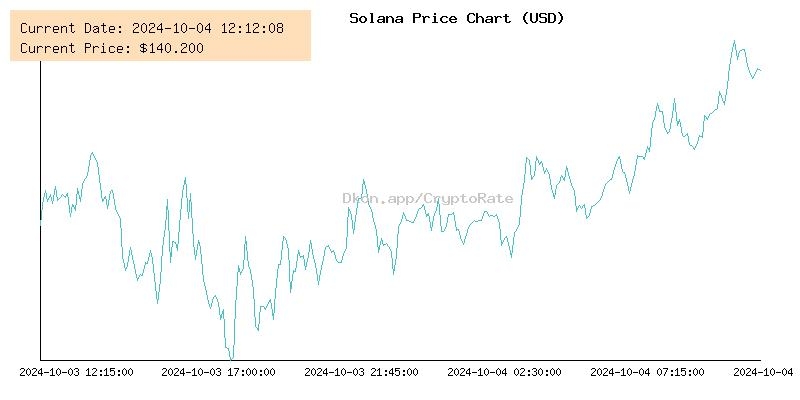 Solana Price Chart (USD)
Current Date: 2024-10-04 12:12:08
Current Price: $140.200
Dkon.app/CryptoRate
2024-10-03 12:15:00 2024-10-03 17:00:00 2024-10-03 21:45:00 2024-10-04 02:30:00 2024-10-04 07:15:00 2024-10-04